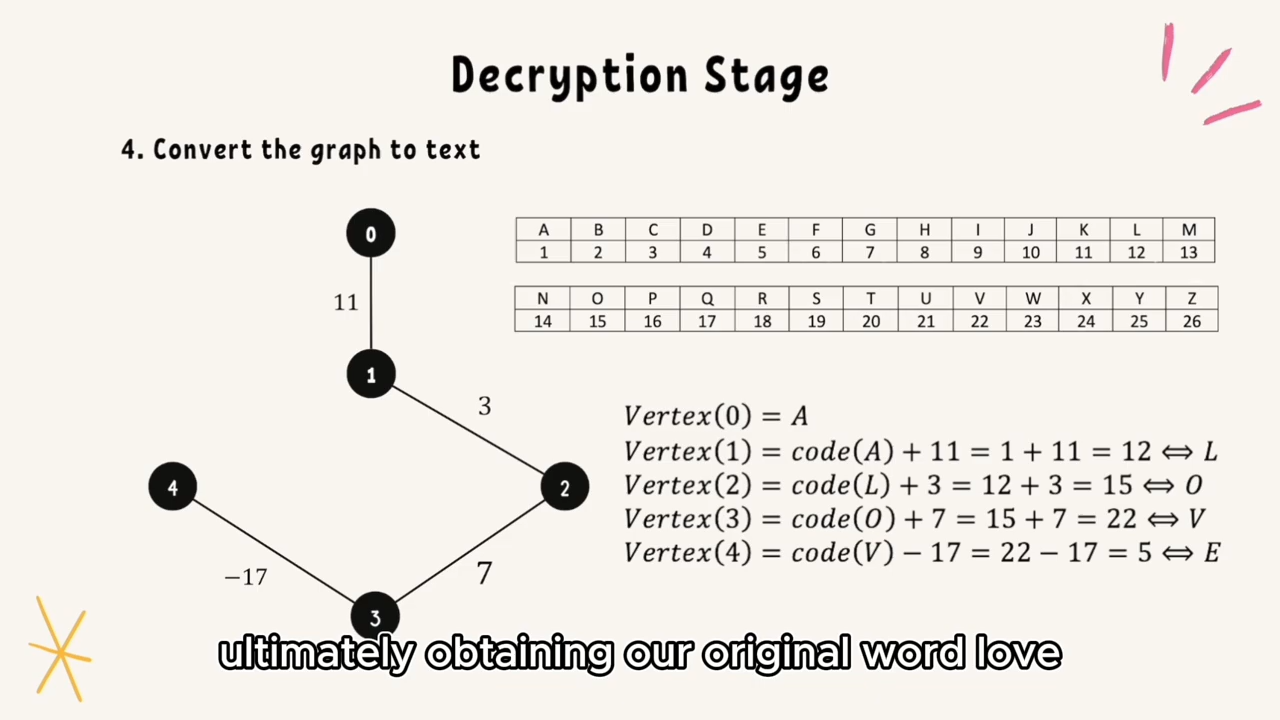 Decryption Stage
4. Convert the graph to text
0
11
1
3
4
2
−17
7
3
A B C D E F G H I J K L M
1 2 3 4 5 6 7 8 9 10 11 12 13
N O P Q R S T U V W X Y Z
14 15 16 17 18 19 20 21 22 23 24 25 26
Vertex(0) = A
Vertex(1) = code(A) + 11 = 1 + 11 = 12 ⇔ L
Vertex(2) = code(L) + 3 = 12 + 3 = 15 ⇔ O
Vertex(3) = code(O) + 7 = 15 + 7 = 22 ⇔ V
Vertex(4) = code(V) − 17 = 22 − 17 = 5 ⇔ E
ultimately obtaining our original word love